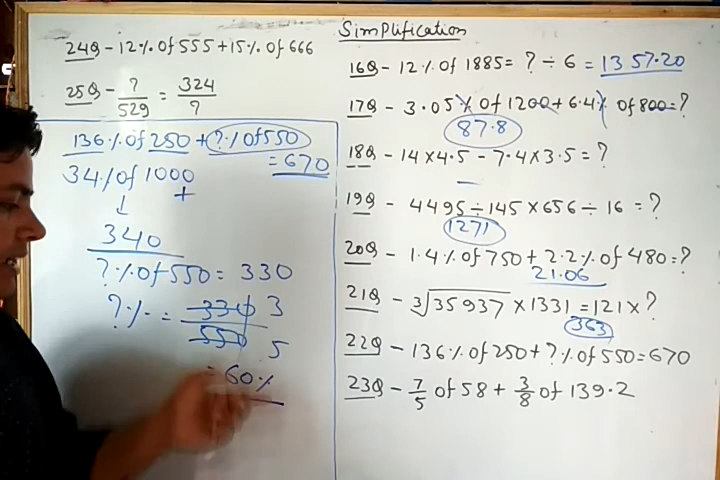 24Q - 12% of 555 + 15% of 666
25Q - ?/529 = 324/?
136% of 250 + ?% of 550
= 670
34% of 1000
+
↓
340
?% of 550 = 330
?% = 330/550 3/5
= 60%
Simplification
16Q - 12% of 1885 = ? ÷ 6 = 1357.20
17Q - 3.05% of 1200 + 6.4% of 800 = ?
87.8
18Q - 14 × 4.5 - 7.4 × 3.5 = ?
19Q - 4495 ÷ 145 × 656 ÷ 16 = ?
1271
20Q - 1.4% of 750 + 2.2% of 480 = ?
21.06
21Q - 3√35937 × 1331 = 121 × ?
363
22Q - 136% of 250 + ?% of 550 = 670
23Q - 7/5 of 58 + 3/8 of 139.2